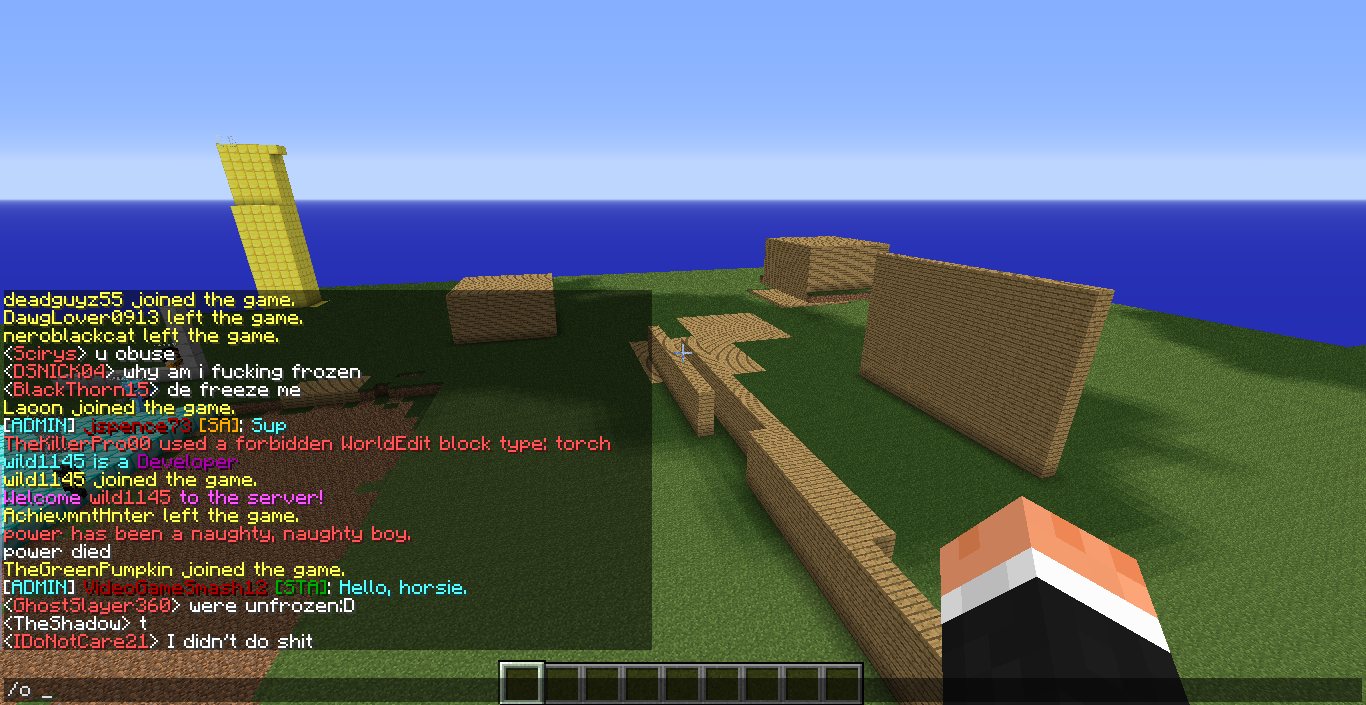 deadguyz55 joined the game.
DawgLover0913 left the game.
neroblackcat left the game.
<Scirys> u obuse
<DSNICK04> why am i fucking frozen
<BlackThorn15> de freeze me
Laoon joined the game.
[ADMIN] jspence73 [SA]: Sup
TheKillerPro00 used a forbidden WorldEdit block type: torch
wild1145 is a Developer
wild1145 joined the game.
Welcome wild1145 to the server!
AchievmntHnter left the game.
power has been a naughty, naughty boy.
power died
TheGreenPumpkin joined the game.
[ADMIN] VideoGameSmash12 [STA]: Hello, horsie.
<GhostSlayer360> were unfrozen:D
<TheShadow> t
<IDoNotCare21> I didn't do shit
/o _